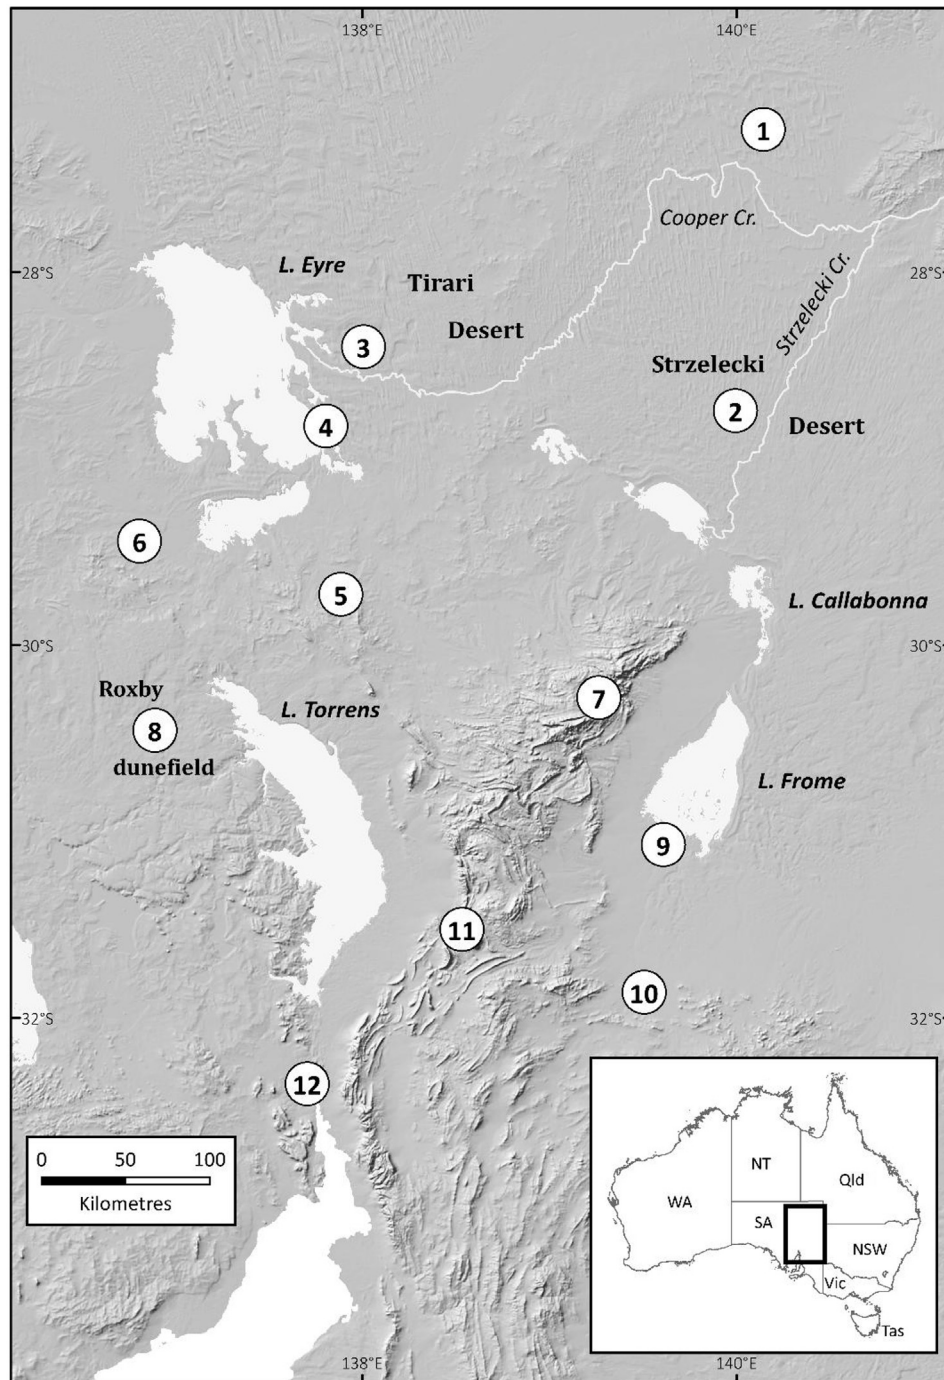 138°E
140°E
1
Cooper Cr.
L. Eyre
28°S
28°S
Tirari
Strzelecki Cr.
Desert
3
Strzelecki
2
4
Desert
6
5
L. Callabonna
30°S
30°S
Roxby
7
L. Torrens
8
dunefield
L. Frome
9
11
10
32°S
32°S
12
0 50 100
Kilometres
NT
Qld
WA
SA
NSW
Vic
Tas
138°E
140°E